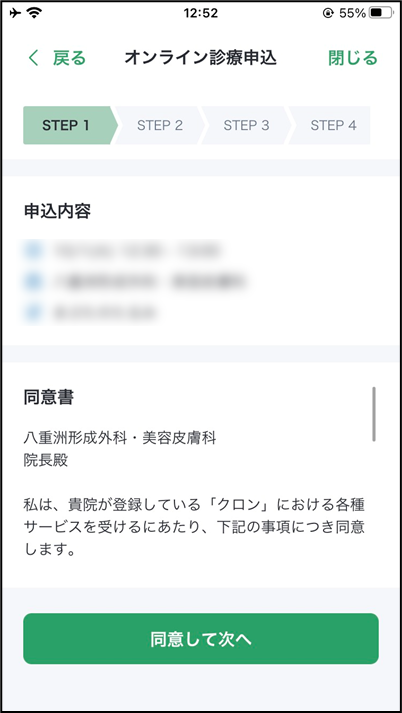 12:52
55%
戻る
オンライン診療申込
閉じる
STEP 1
STEP 2
STEP 3
STEP 4
申込内容
同意書
八重洲形成外科・美容皮膚科
院長殿
私は、貴院が登録している「クロン」における各種
サービスを受けるにあたり、下記の事項につき同意
します。
同意して次へ